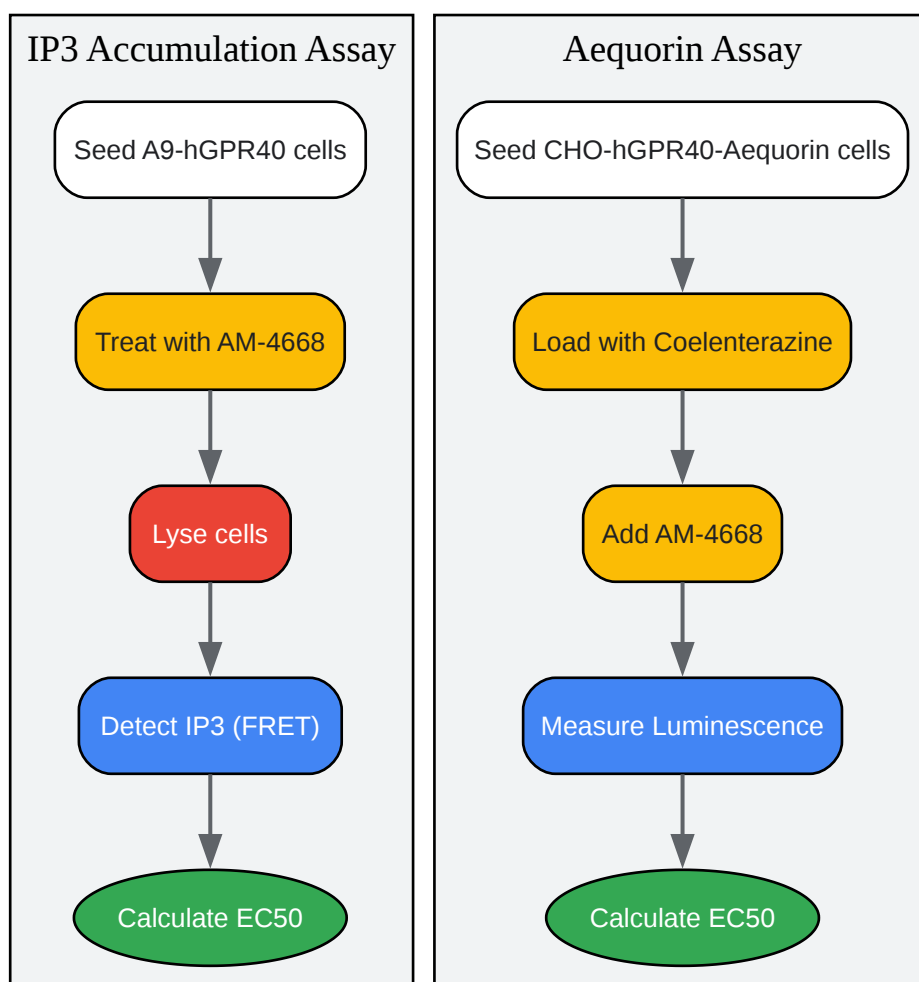 IP3 Accumulation Assay
Seed A9-hGPR40 cells
Treat with AM-4668
Lyse cells
Detect IP3 (FRET)
Calculate EC50
Aequorin Assay
Seed CHO-hGPR40-Aequorin cells
Load with Coelenterazine
Add AM-4668
Measure Luminescence
Calculate EC50